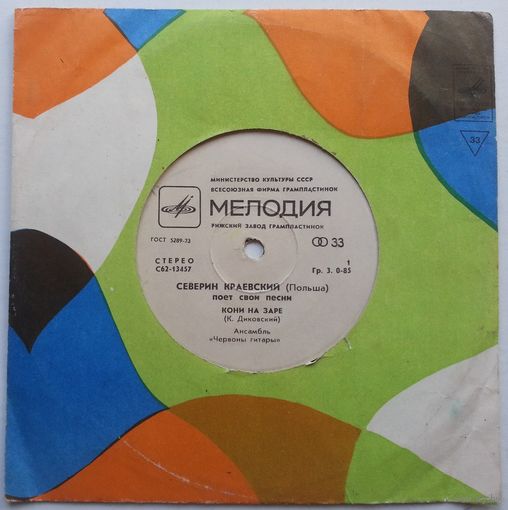 МИНИСТЕРСТВО КУЛЬТУРЫ СССР
ВСЕСОЮЗНАЯ ФИРМА ГРАМПЛАСТИНОК
МЕЛОДИЯ
РИЖСКИЙ ЗАВОД ГРАМПЛАСТИНОК
ГОСТ 5289-73
33
СТЕРЕО
С62-13457
1
Гр. 3. 0-85
СЕВЕРИН КРАЕВСКИЙ (Польша)
поет свои песни
КОНИ НА ЗАРЕ
(К. Диковский)
Ансамбль
«Червоны гитары»
33